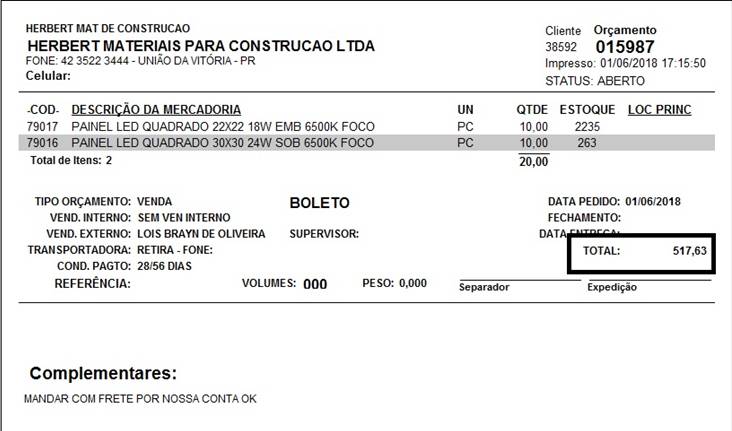 HERBERT MAT DE CONSTRUCAO
HERBERT MATERIAIS PARA CONSTRUCAO LTDA
FONE: 42 3522 3444 - UNIÃO DA VITÓRIA - PR
Celular:
Cliente Orçamento
38592 015987
Impresso: 01/06/2018 17:15:50
STATUS: ABERTO
-COD- DESCRIÇÃO DA MERCADORIA UN QTDE ESTOQUE LOC PRINC
79017 PAINEL LED QUADRADO 22X22 18W EMB 6500K FOCO PC 10,00 2235
79016 PAINEL LED QUADRADO 30X30 24W SOB 6500K FOCO PC 10,00 263
Total de Itens: 2 20,00
TIPO ORÇAMENTO: VENDA BOLETO DATA PEDIDO: 01/06/2018
VEND. INTERNO: SEM VEN INTERNO FECHAMENTO:
VEND. EXTERNO: LOIS BRAYN DE OLIVEIRA SUPERVISOR: DATA ENTREGA:
TRANSPORTADORA: RETIRA - FONE: TOTAL: 517,63
COND. PAGTO: 28/56 DIAS
REFERÊNCIA: VOLUMES: 000 PESO: 0,000 Separador Expedição
Complementares:
MANDAR COM FRETE POR NOSSA CONTA OK